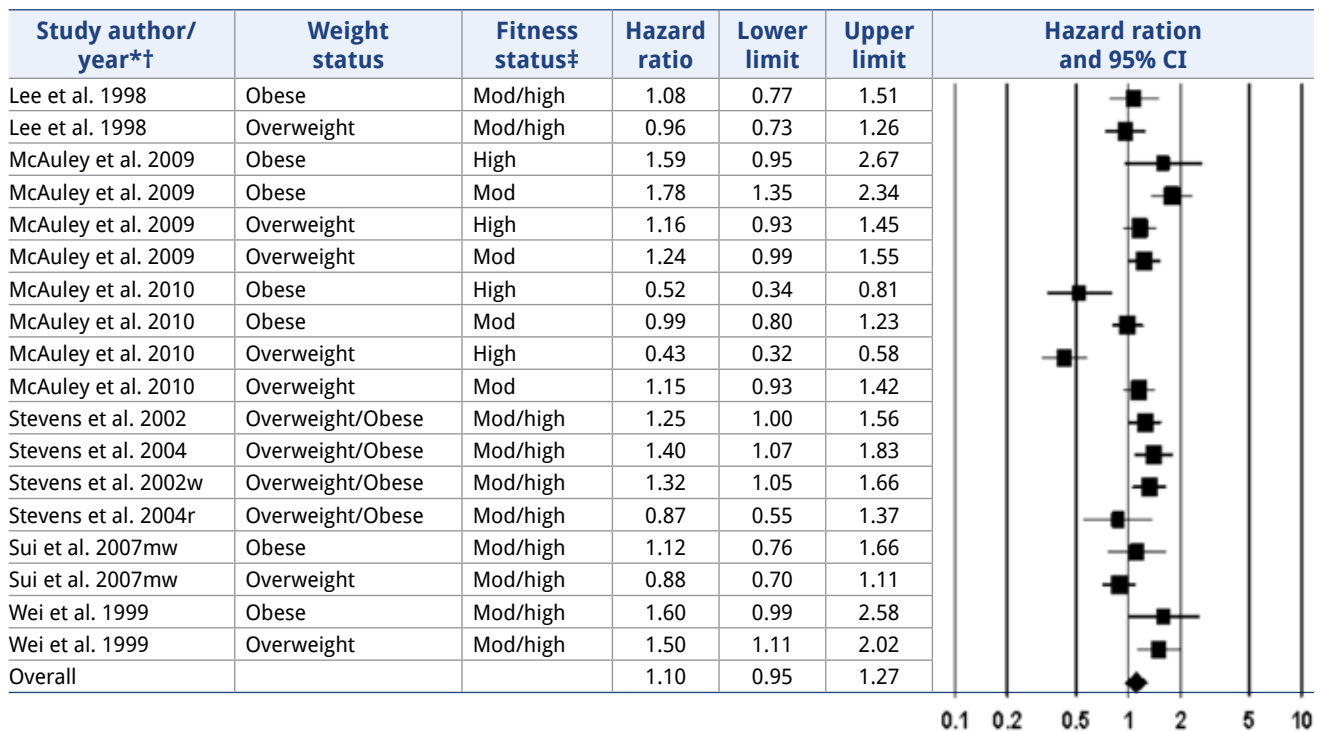 Study author/ year*† Weight status Fitness status‡ Hazard ratio Lower limit Upper limit Hazard ration and 95% CI
Lee et al. 1998 Obese Mod/high 1.08 0.77 1.51
Lee et al. 1998 Overweight Mod/high 0.96 0.73 1.26
McAuley et al. 2009 Obese High 1.59 0.95 2.67
McAuley et al. 2009 Obese Mod 1.78 1.35 2.34
McAuley et al. 2009 Overweight High 1.16 0.93 1.45
McAuley et al. 2009 Overweight Mod 1.24 0.99 1.55
McAuley et al. 2010 Obese High 0.52 0.34 0.81
McAuley et al. 2010 Obese Mod 0.99 0.80 1.23
McAuley et al. 2010 Overweight High 0.43 0.32 0.58
McAuley et al. 2010 Overweight Mod 1.15 0.93 1.42
Stevens et al. 2002 Overweight/Obese Mod/high 1.25 1.00 1.56
Stevens et al. 2004 Overweight/Obese Mod/high 1.40 1.07 1.83
Stevens et al. 2002w Overweight/Obese Mod/high 1.32 1.05 1.66
Stevens et al. 2004r Overweight/Obese Mod/high 0.87 0.55 1.37
Sui et al. 2007mw Obese Mod/high 1.12 0.76 1.66
Sui et al. 2007mw Overweight Mod/high 0.88 0.70 1.11
Wei et al. 1999 Obese Mod/high 1.60 0.99 2.58
Wei et al. 1999 Overweight Mod/high 1.50 1.11 2.02
Overall 1.10 0.95 1.27
0.1 0.2 0.5 1 2 5 10